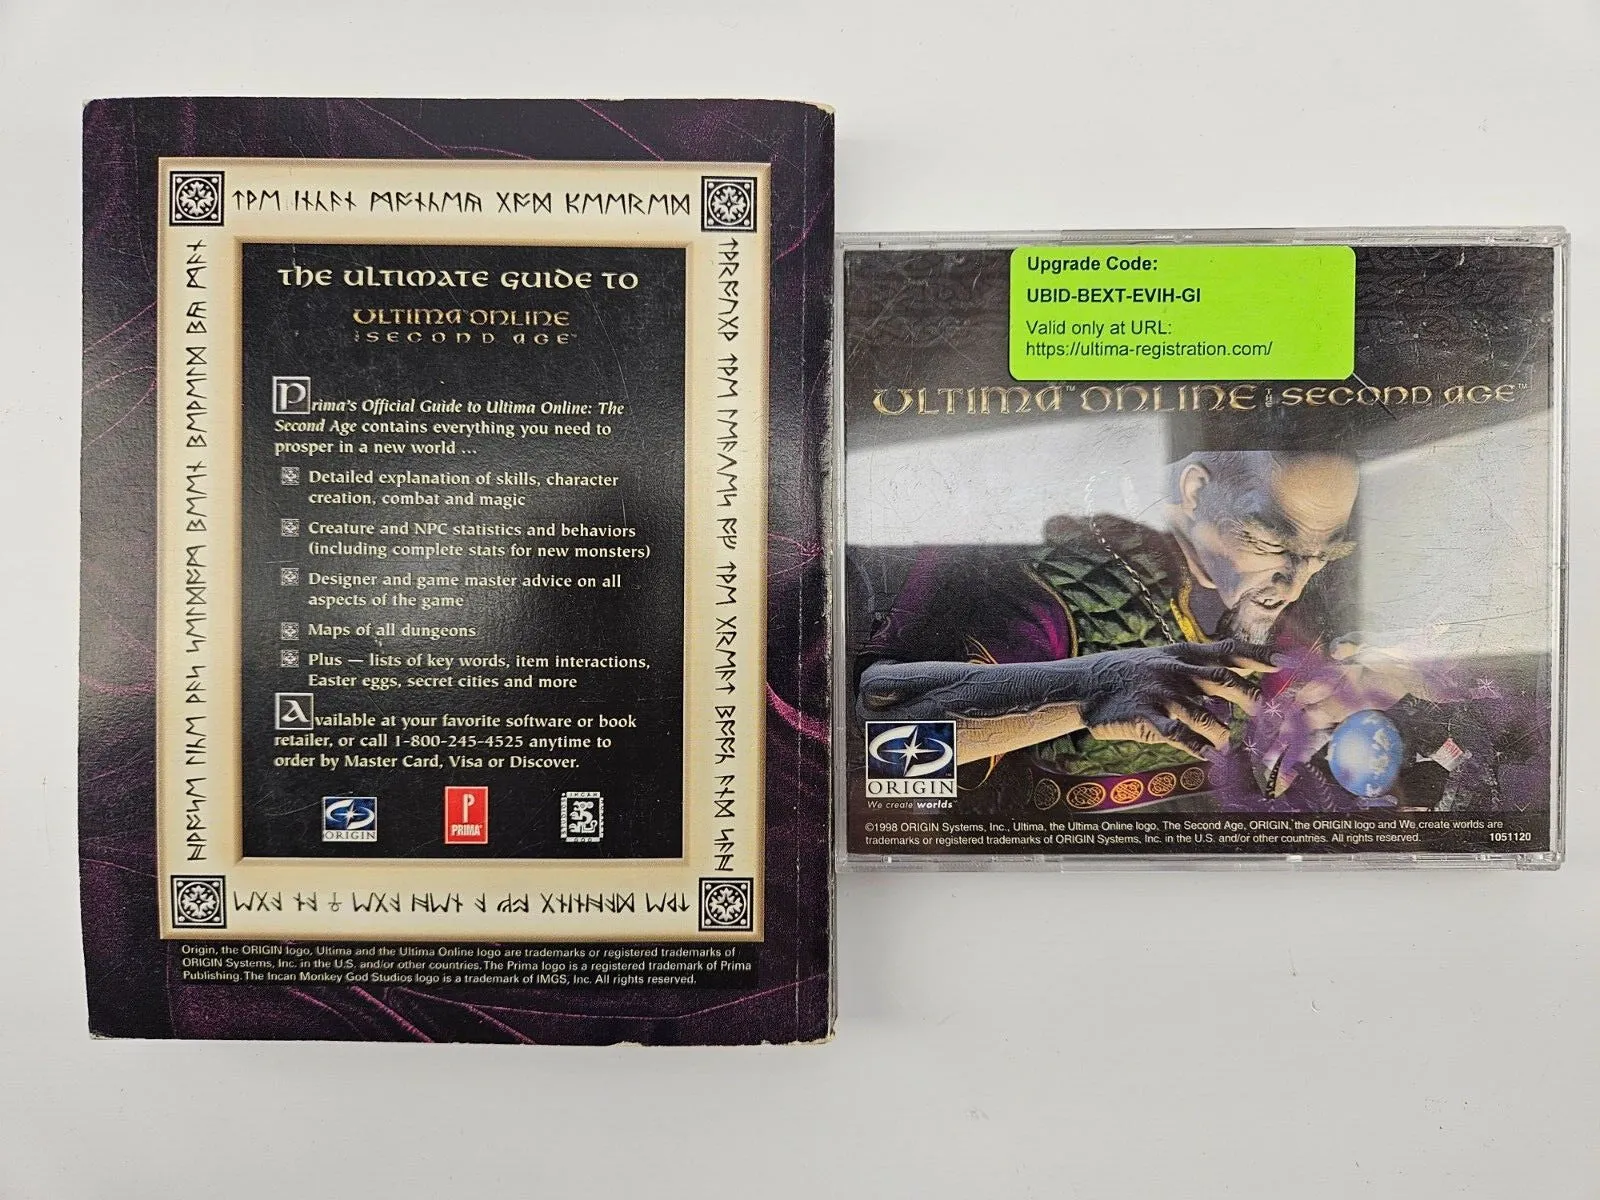 The Ultimate Guide to
Ultima Online
The Second Age™
Prima's Official Guide to Ultima Online: The
Second Age contains everything you need to
prosper in a new world ...
Detailed explanation of skills, character
creation, combat and magic
Creature and NPC statistics and behaviors
(including complete stats for new monsters)
Designer and game master advice on all
aspects of the game
Maps of all dungeons
Plus — lists of key words, item interactions,
Easter eggs, secret cities and more
Available at your favorite software or book
retailer, or call 1-800-245-4525 anytime to
order by Master Card, Visa or Discover.
ORIGIN
P
PRIMA
INCAN
GOD
Origin, the ORIGIN logo, Ultima and the Ultima Online logo are trademarks or registered trademarks of
ORIGIN Systems, Inc. in the U.S. and/or other countries. The Prima logo is a registered trademark of Prima
Publishing. The Incan Monkey God Studios logo is a trademark of IMGS, Inc. All rights reserved.
Upgrade Code:
UBID-BEXT-EVIH-GI
Valid only at URL:
https://ultima-registration.com/
Ultima™ Online The Second Age™
ORIGIN
We create worlds
©1998 ORIGIN Systems, Inc., Ultima, the Ultima Online logo, The Second Age, ORIGIN, the ORIGIN logo and We create worlds are
trademarks or registered trademarks of ORIGIN Systems, Inc. in the U.S. and/or other countries. All rights reserved.
1051120